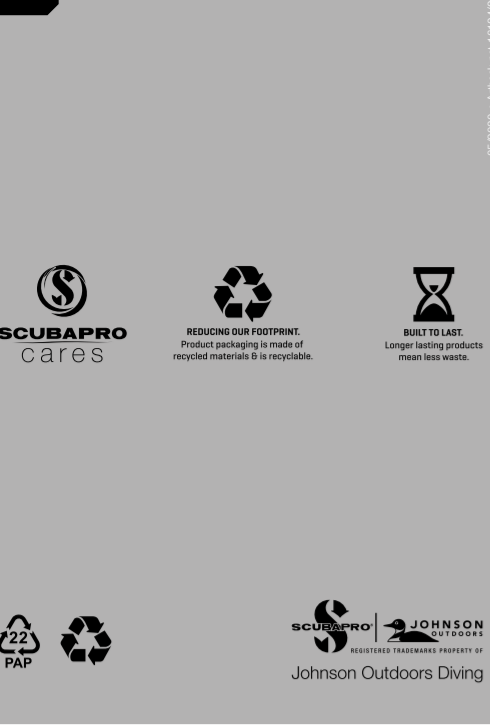 SCUBAPRO
cares
REDUCING OUR FOOTPRINT.
Product packaging is made of
recycled materials & is recyclable.
BUILT TO LAST.
Longer lasting products
mean less waste.
22
PAP
SCUBAPRO®
JOHNSON
OUTDOORS
REGISTERED TRADEMARKS PROPERTY OF
Johnson Outdoors Diving